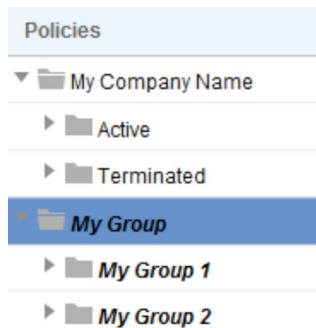 Policies
My Company Name
Active
Terminated
My Group
My Group 1
My Group 2